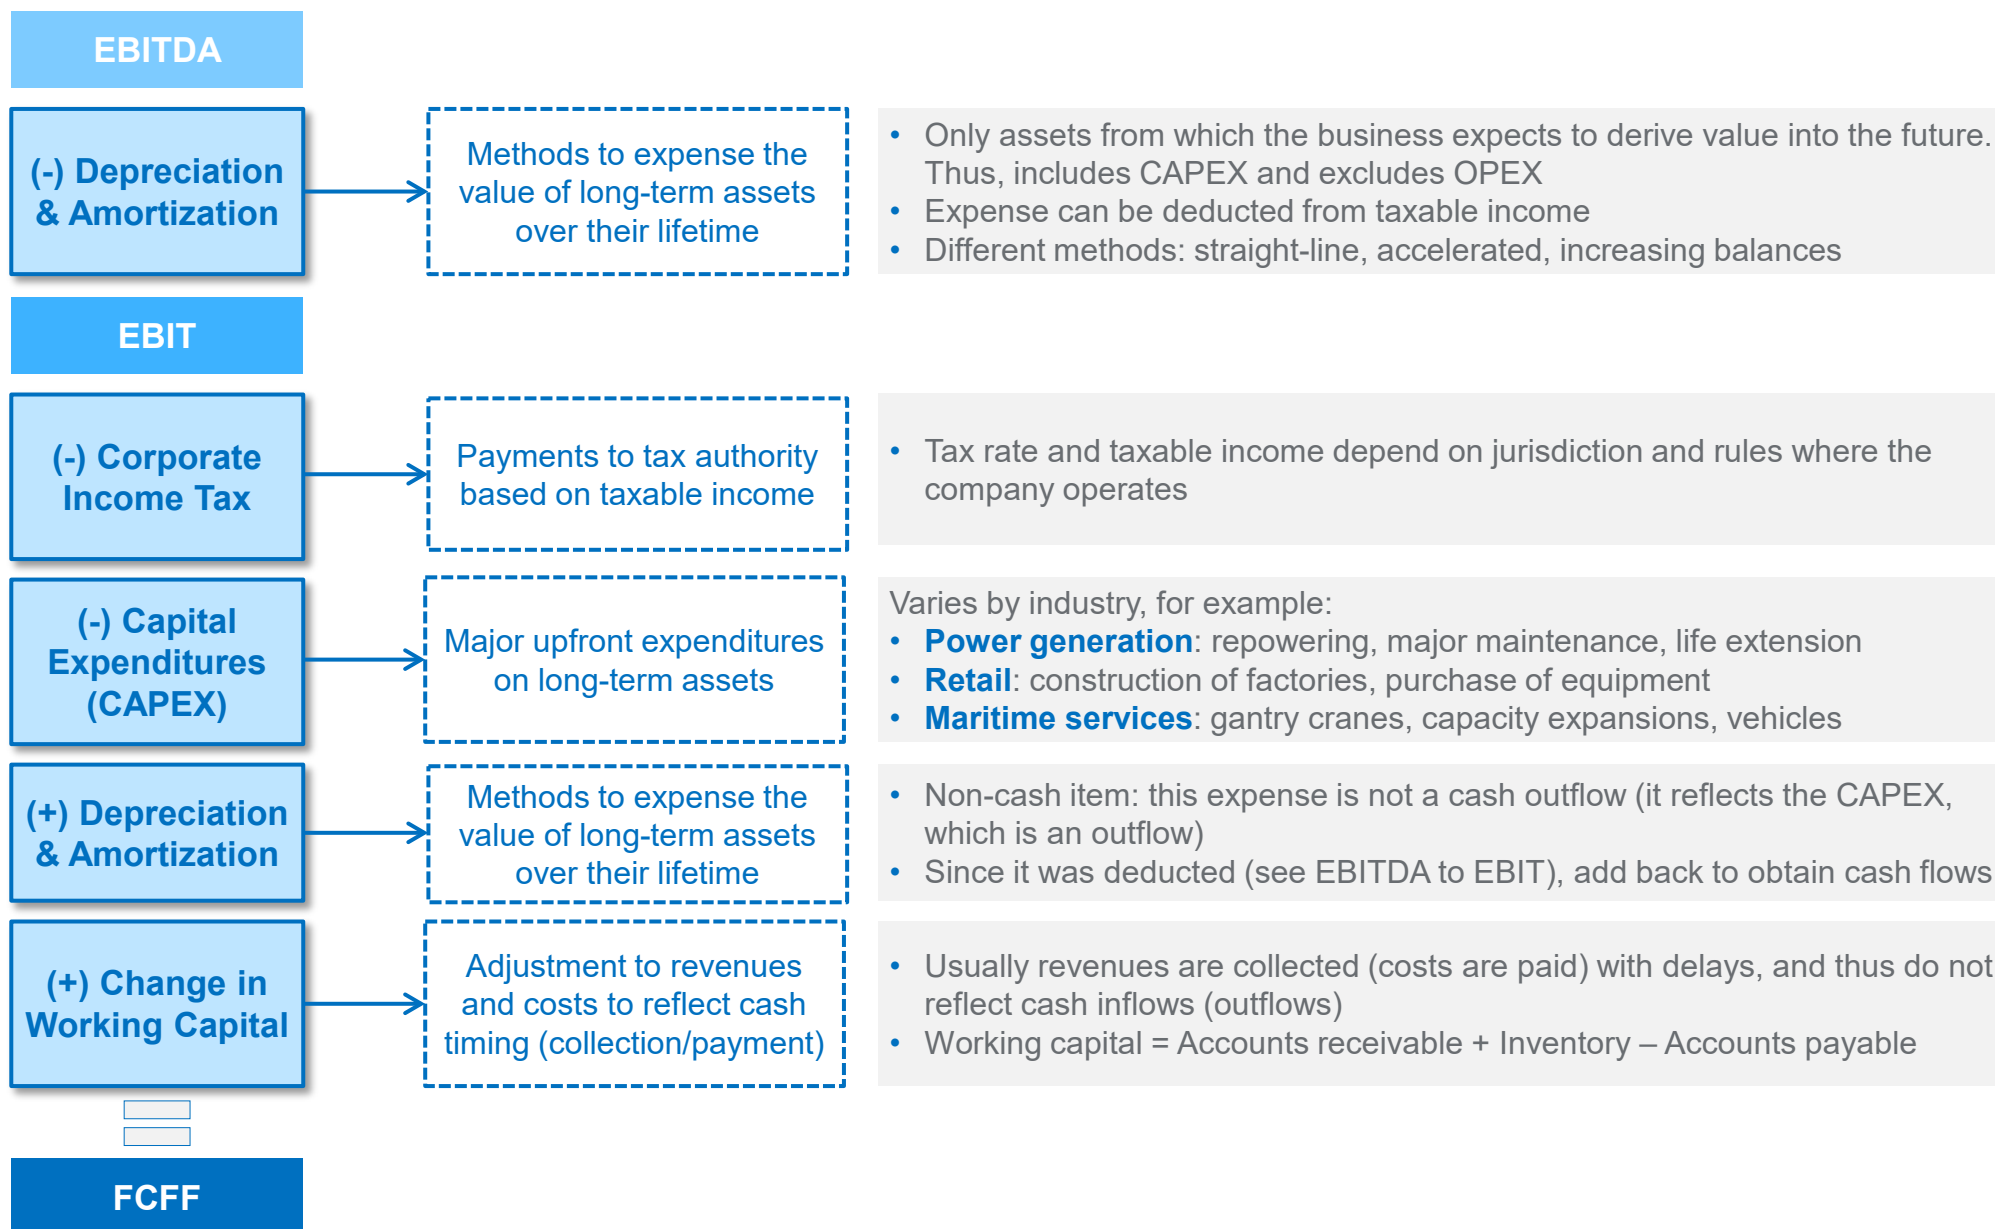 EBITDA
(-) Depreciation
& Amortization
Methods to expense the
value of long-term assets
over their lifetime
• Only assets from which the business expects to derive value into the future.
Thus, includes CAPEX and excludes OPEX
• Expense can be deducted from taxable income
• Different methods: straight-line, accelerated, increasing balances
EBIT
(-) Corporate
Income Tax
Payments to tax authority
based on taxable income
• Tax rate and taxable income depend on jurisdiction and rules where the
company operates
(-) Capital
Expenditures
(CAPEX)
Major upfront expenditures
on long-term assets
Varies by industry, for example:
• Power generation: repowering, major maintenance, life extension
• Retail: construction of factories, purchase of equipment
• Maritime services: gantry cranes, capacity expansions, vehicles
(+) Depreciation
& Amortization
Methods to expense the
value of long-term assets
over their lifetime
• Non-cash item: this expense is not a cash outflow (it reflects the CAPEX,
which is an outflow)
• Since it was deducted (see EBITDA to EBIT), add back to obtain cash flows
(+) Change in
Working Capital
Adjustment to revenues
and costs to reflect cash
timing (collection/payment)
• Usually revenues are collected (costs are paid) with delays, and thus do not
reflect cash inflows (outflows)
• Working capital = Accounts receivable + Inventory – Accounts payable
FCFF